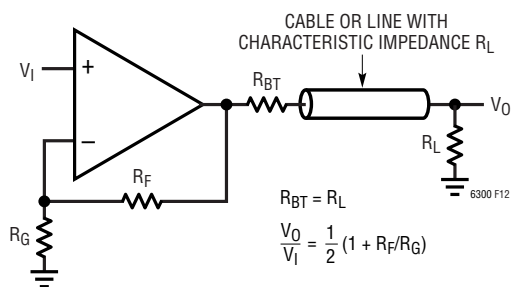 CABLE OR LINE WITH
CHARACTERISTIC IMPEDANCE RL
VI
+
–
RBT
VO
RL
RF
RG
6300 F12
RBT = RL
VO/VI = 1/2 (1 + RF/RG)